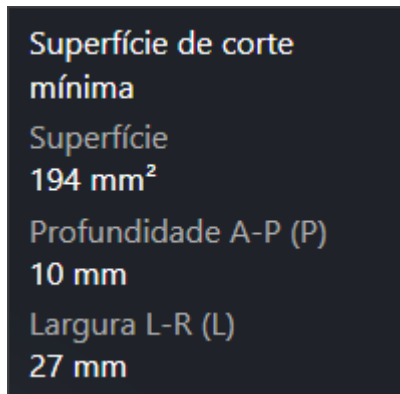 Superfície de corte
mínima
Superfície
194 mm²
Profundidade A-P (P)
10 mm
Largura L-R (L)
27 mm